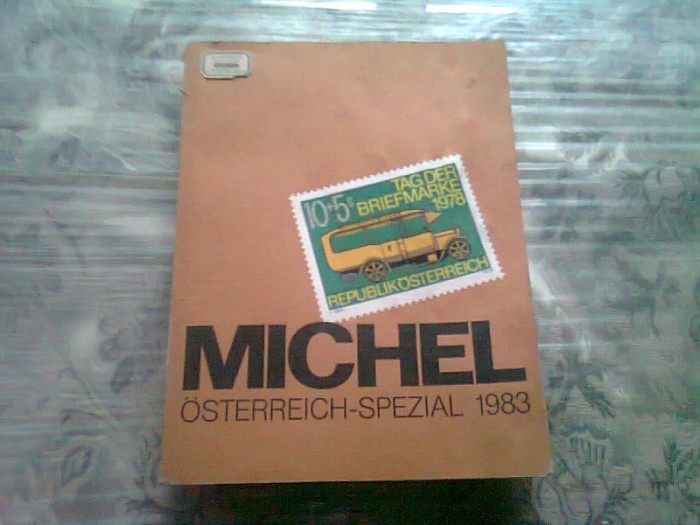 TAG DER
10+5s BRIEFMARKE
1978
REPUBLIK ÖSTERREICH
MICHEL
ÖSTERREICH-SPEZIAL 1983